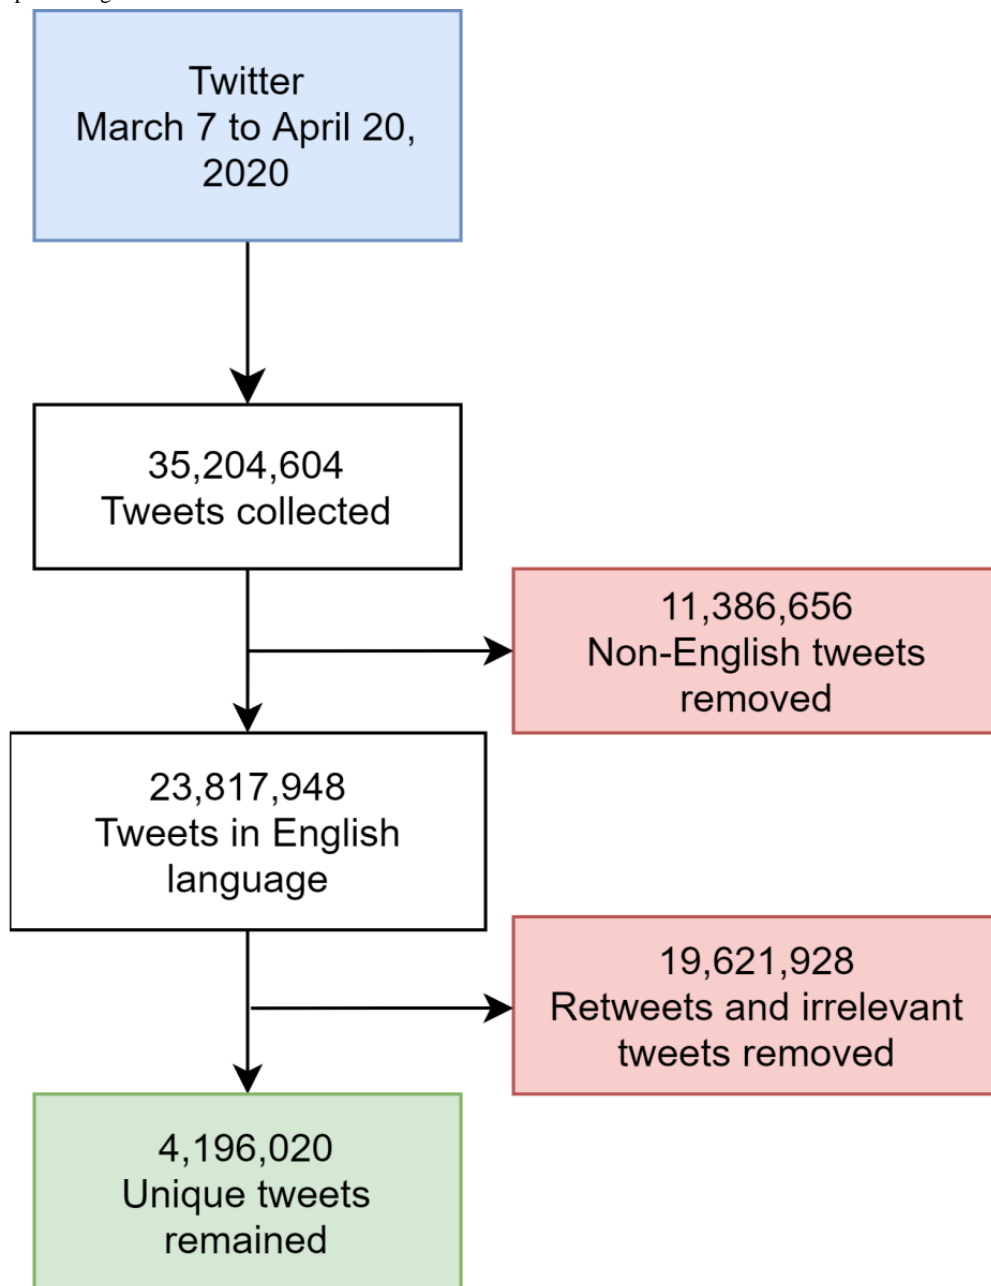 Twitter
March 7 to April 20,
2020
35,204,604
Tweets collected
11,386,656
Non-English tweets
removed
23,817,948
Tweets in English
language
19,621,928
Retweets and irrelevant
tweets removed
4,196,020
Unique tweets
remained